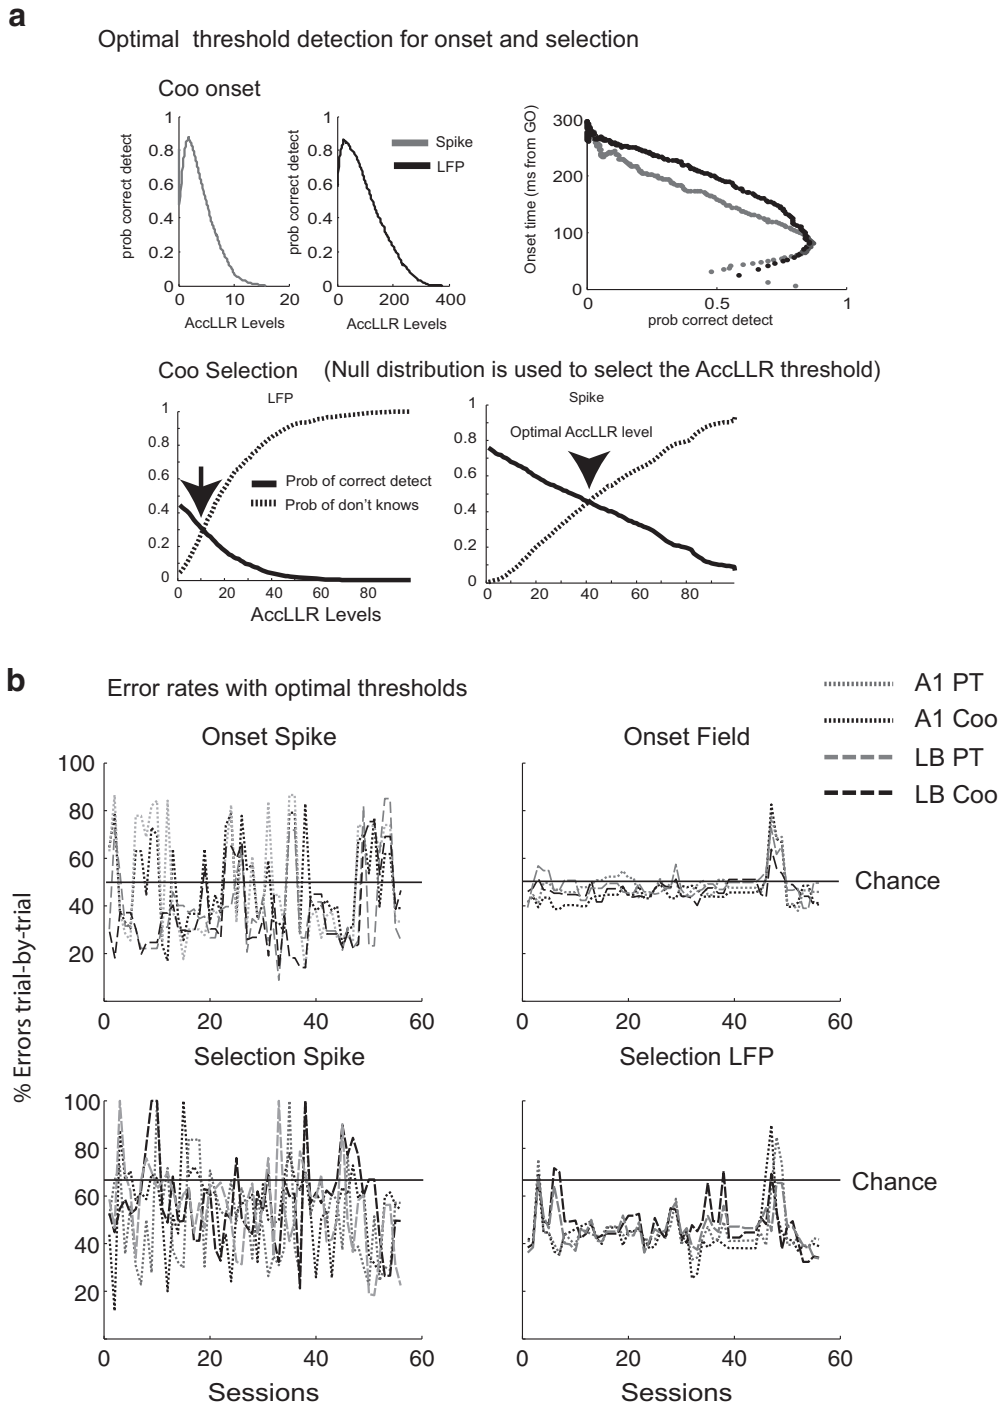 a
Optimal threshold detection for onset and selection
Coo onset
prob correct detect
1
0.8
0.6
0.4
0.2
0
0 10 20
AccLLR Levels
prob correct detect
1
0.8
0.6
0.4
0.2
0
0 200 400
AccLLR Levels
Spike
LFP
Onset time (ms from GO)
300
200
100
0
0 0.5 1
prob correct detect
Coo Selection (Null distribution is used to select the AccLLR threshold)
LFP
1
0.8
0.6
0.4
0.2
0
0 20 40 60 80
AccLLR Levels
Prob of correct detect
Prob of don't knows
Spike
Optimal AccLLR level
1
0.8
0.6
0.4
0.2
0
0 20 40 60 80
b
Error rates with optimal thresholds
A1 PT
A1 Coo
LB PT
LB Coo
% Errors trial-by-trial
Onset Spike
100
80
60
40
20
0 20 40 60
Onset Field
Chance
0 20 40 60
Selection Spike
100
80
60
40
20
0 20 40 60
Sessions
Selection LFP
Chance
0 20 40 60
Sessions